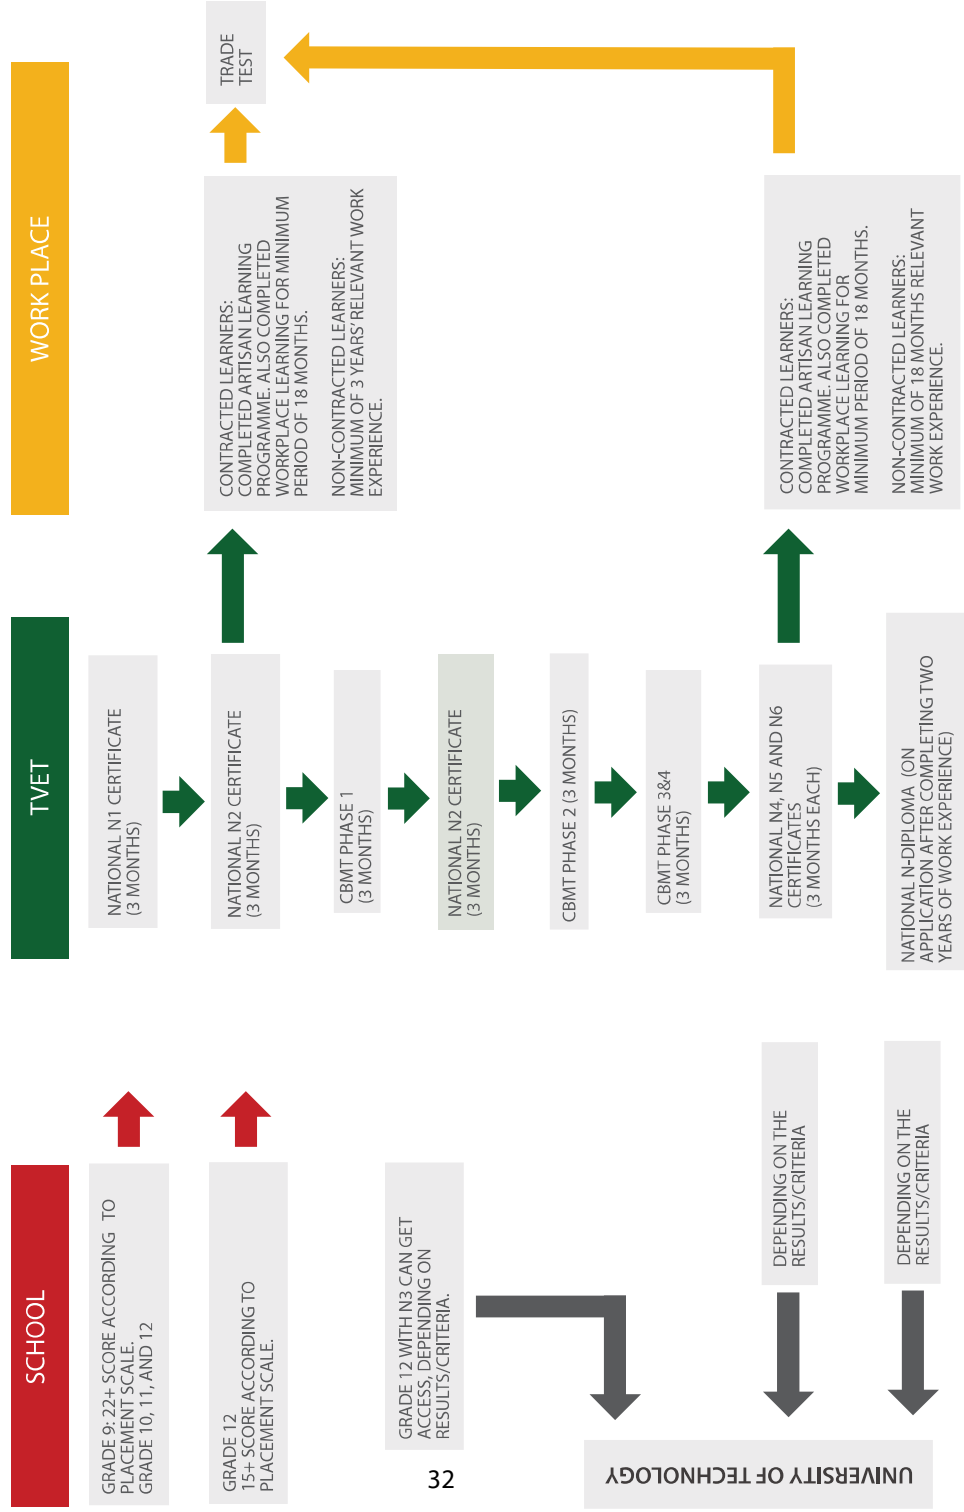 SCHOOL
TVET
WORK PLACE
GRADE 9: 22+ SCORE ACCORDING TO
PLACEMENT SCALE.
GRADE 10, 11, AND 12
NATIONAL N1 CERTIFICATE
(3 MONTHS)
GRADE 12
15+ SCORE ACCORDING TO
PLACEMENT SCALE.
NATIONAL N2 CERTIFICATE
(3 MONTHS)
CONTRACTED LEARNERS:
COMPLETED ARTISAN LEARNING
PROGRAMME. ALSO COMPLETED
WORKPLACE LEARNING FOR MINIMUM
PERIOD OF 18 MONTHS.
NON-CONTRACTED LEARNERS:
MINIMUM OF 3 YEARS' RELEVANT WORK
EXPERIENCE.
TRADE
TEST
CBMT PHASE 1
(3 MONTHS)
GRADE 12 WITH N3 CAN GET
ACCESS, DEPENDING ON
RESULTS/CRITERIA.
NATIONAL N2 CERTIFICATE
(3 MONTHS)
CBMT PHASE 2 (3 MONTHS)
CBMT PHASE 3&4
(3 MONTHS)
DEPENDING ON THE
RESULTS/CRITERIA
NATIONAL N4, N5 AND N6
CERTIFICATES
(3 MONTHS EACH)
CONTRACTED LEARNERS:
COMPLETED ARTISAN LEARNING
PROGRAMME. ALSO COMPLETED
WORKPLACE LEARNING FOR
MINIMUM PERIOD OF 18 MONTHS.
NON-CONTRACTED LEARNERS:
MINIMUM OF 18 MONTHS RELEVANT
WORK EXPERIENCE.
DEPENDING ON THE
RESULTS/CRITERIA
NATIONAL N-DIPLOMA (ON
APPLICATION AFTER COMPLETING TWO
YEARS OF WORK EXPERIENCE)
UNIVERSITY OF TECHNOLOGY
32